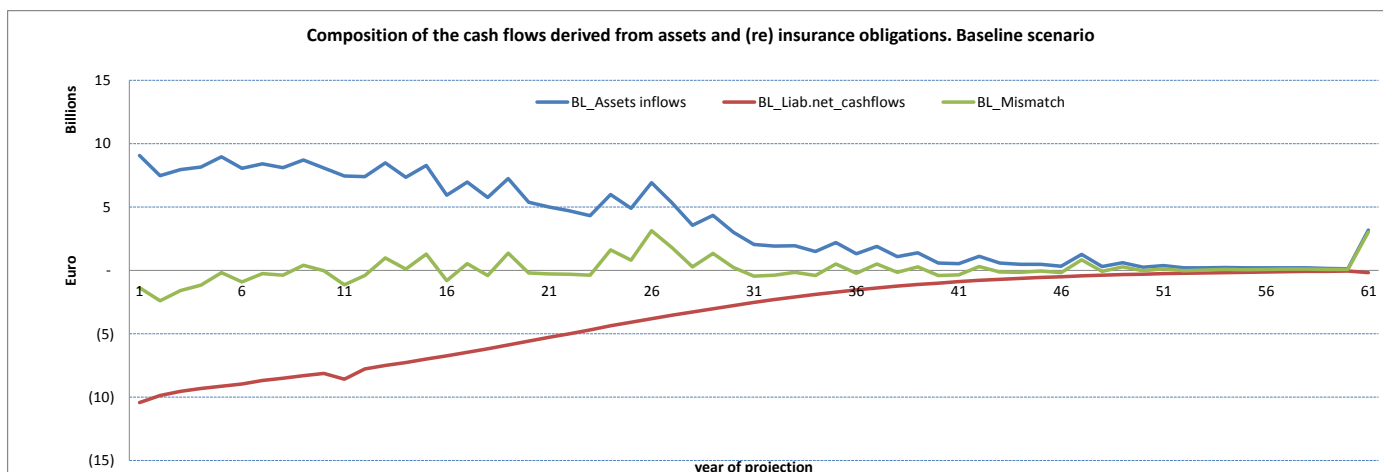 Composition of the cash flows derived from assets and (re) insurance obligations. Baseline scenario
Billions
Euro
15
10
5
-
(5)
(10)
(15)
BL_Assets inflows BL_Liab.net_cashflows BL_Mismatch
1 6 11 16 21 26 31 36 41 46 51 56 61
year of projection